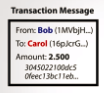 Transaction Message
From: Bob (1MVbjH...)
To: Carol (16pJcrG...)
Amount: 2.500
3045022100dc5
0feec13bc11eb...